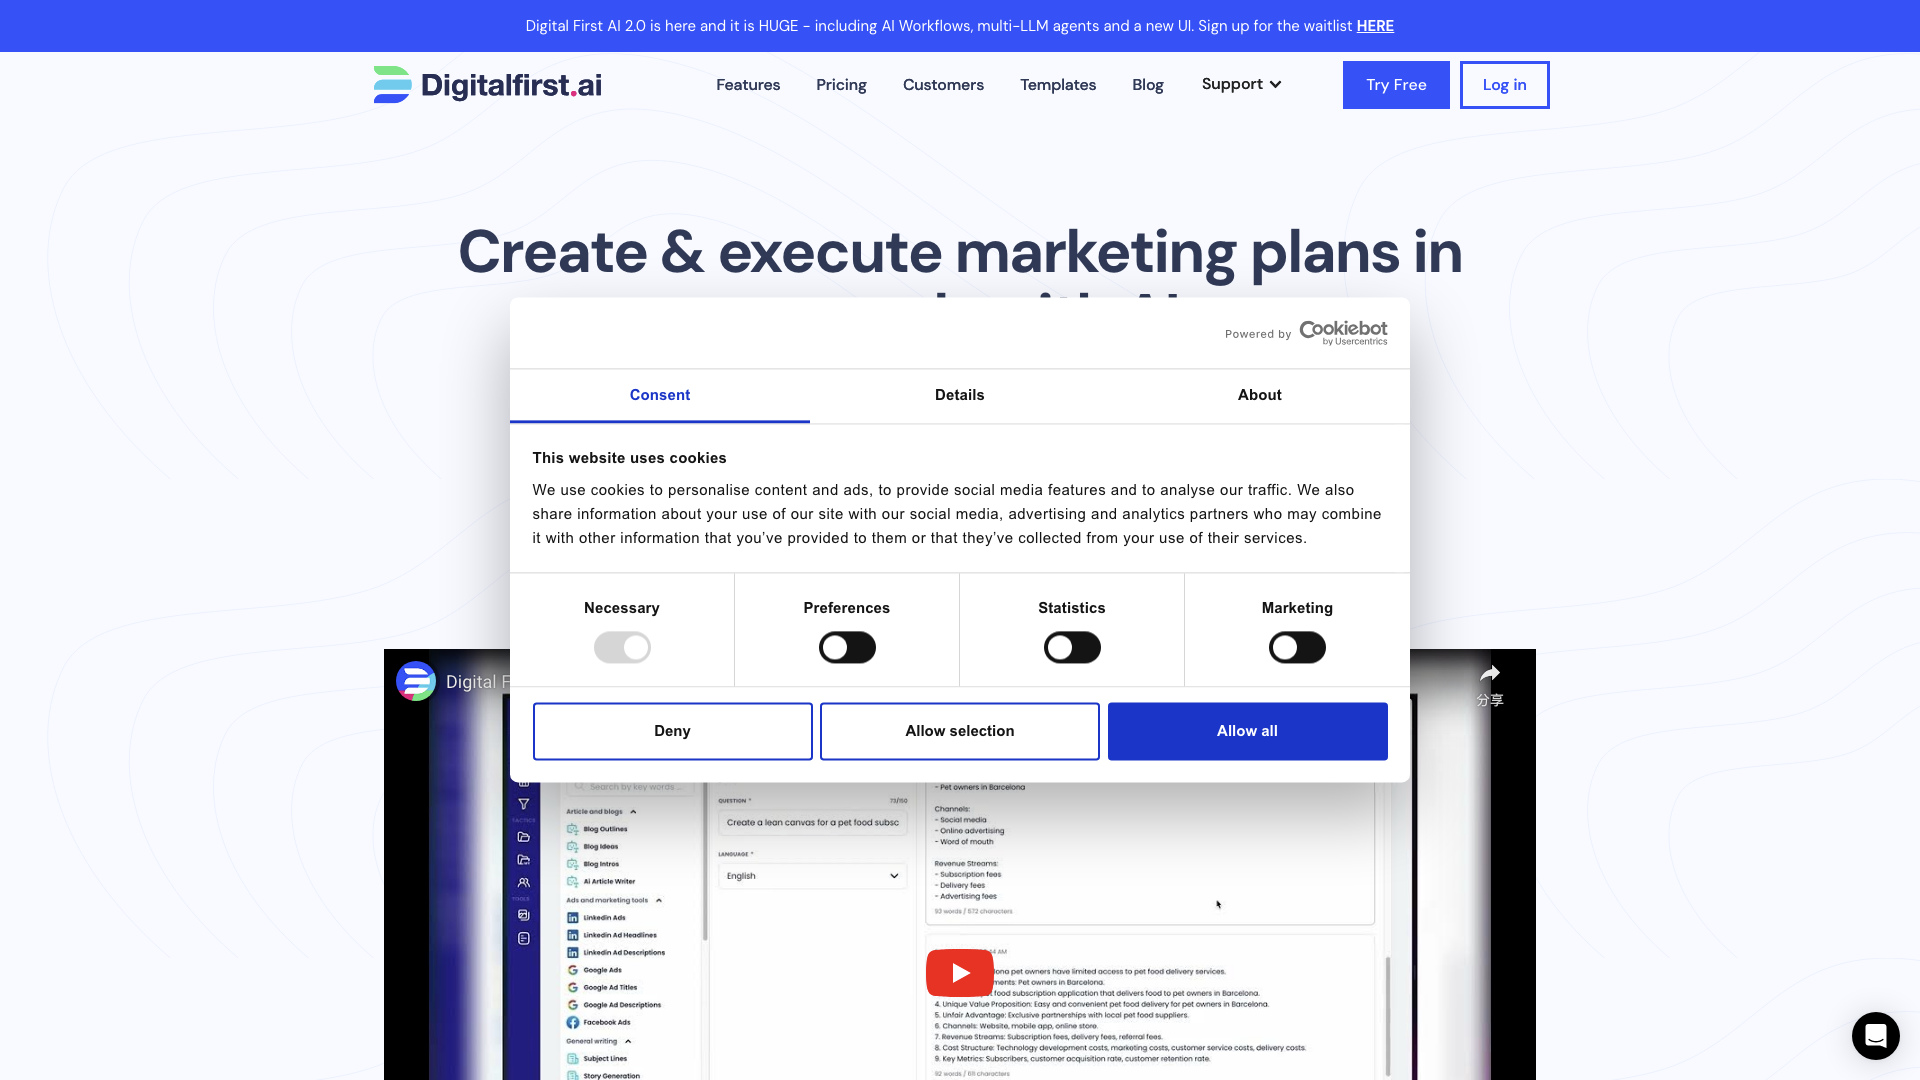 Digital First AI 2.0 is here and it is HUGE - including AI Workflows, multi-LLM agents and a new UI. Sign up for the waitlist HERE
Digitalfirst.ai
Features
Pricing
Customers
Templates
Blog
Support
Try Free
Log in
Create & execute marketing plans in
Powered by Cookiebot
by Usercentrics
Consent
Details
About
This website uses cookies
We use cookies to personalise content and ads, to provide social media features and to analyse our traffic. We also
share information about your use of our site with our social media, advertising and analytics partners who may combine
it with other information that you've provided to them or that they've collected from your use of their services.
Necessary
Preferences
Statistics
Marketing
Deny
Allow selection
Allow all
Digital F
分享
Search by key words ...
Article and blogs
Blog Outlines
Blog Ideas
Blog Intros
Ai Article Writer
Ads and marketing tools
Linkedin Ads
Linkedin Ad Headlines
Linkedin Ad Descriptions
Google Ads
Google Ad Titles
Google Ad Descriptions
Facebook Ads
General writing
Subject Lines
Story Generation
TACTICS
TOOLS
QUESTION *
73/150
Create a lean canvas for a pet food subsc
LANGUAGE *
English
- Pet owners in Barcelona
Channels:
- Social media
- Online advertising
- Word of mouth
Revenue Streams:
- Subscription fees
- Delivery fees
- Advertising fees
93 words / 572 characters
AM
pet owners have limited access to pet food delivery services.
Pet owners in Barcelona.
food subscription application that delivers food to pet owners in Barcelona.
4. Unique Value Proposition: Easy and convenient pet food delivery for pet owners in Barcelona.
5. Unfair Advantage: Exclusive partnerships with local pet food suppliers.
6. Channels: Website, mobile app, online store.
7. Revenue Streams: Subscription fees, delivery fees, referral fees.
8. Cost Structure: Technology development costs, marketing costs, customer service costs, delivery costs.
9. Key Metrics: Subscribers, customer acquisition rate, customer retention rate.
92 words / 611 characters